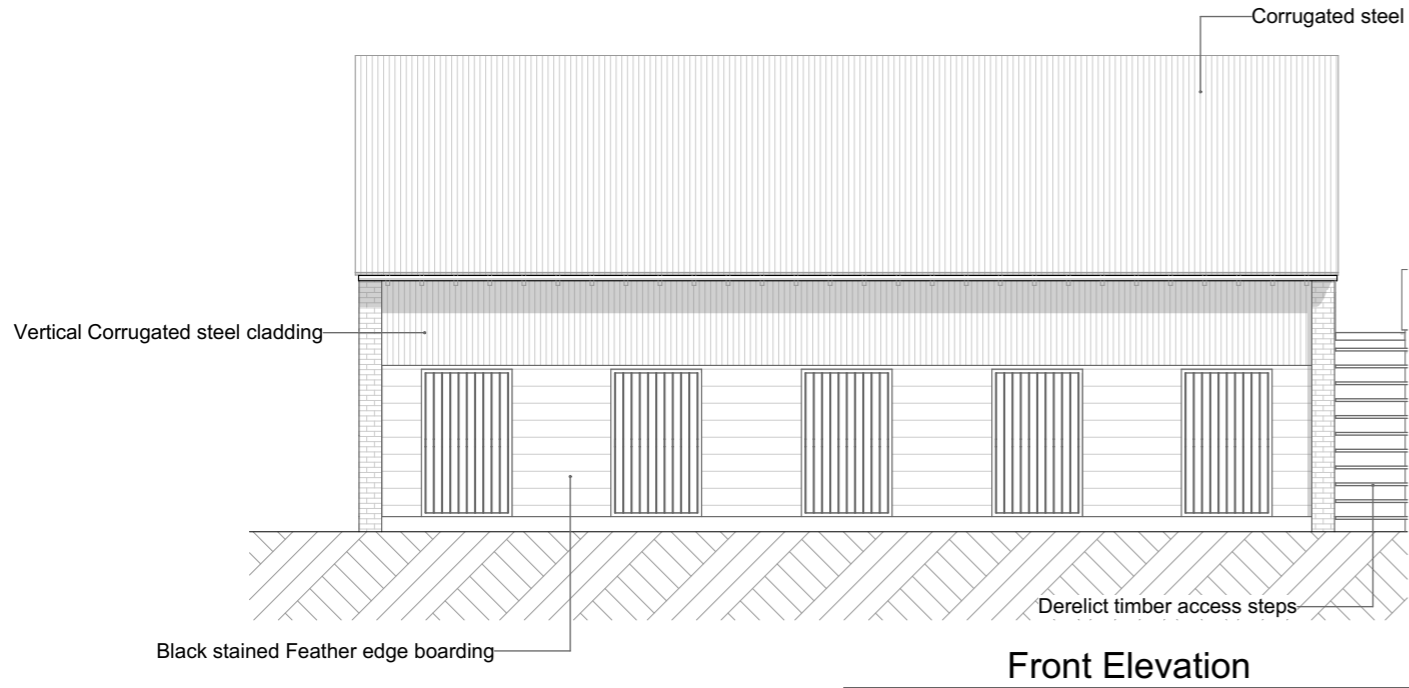 Corrugated steel
Vertical Corrugated steel cladding
Derelict timber access steps
Black stained Feather edge boarding
Front Elevation